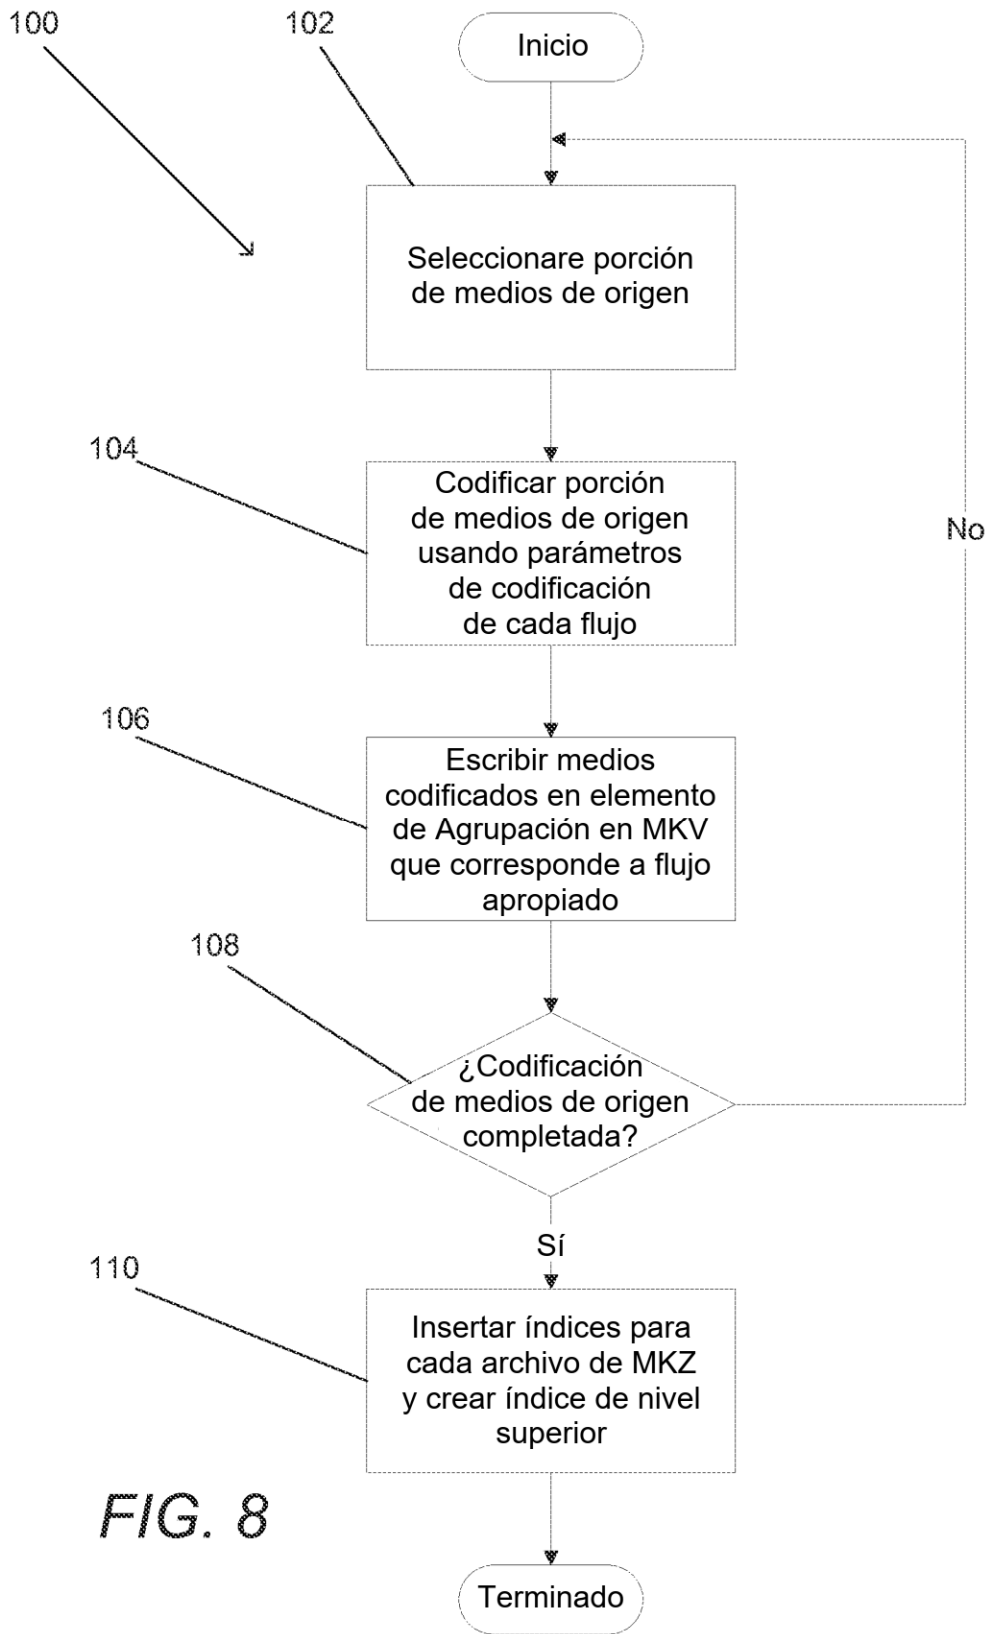 100
102
Inicio
Seleccionare porción
de medios de origen
104
Codificar porción
de medios de origen
usando parámetros
de codificación
de cada flujo
No
106
Escribir medios
codificados en elemento
de Agrupación en MKV
que corresponde a flujo
apropiado
108
¿Codificación
de medios de origen
completada?
Sí
110
Insertar índices para
cada archivo de MKZ
y crear índice de nivel
superior
FIG. 8
Terminado